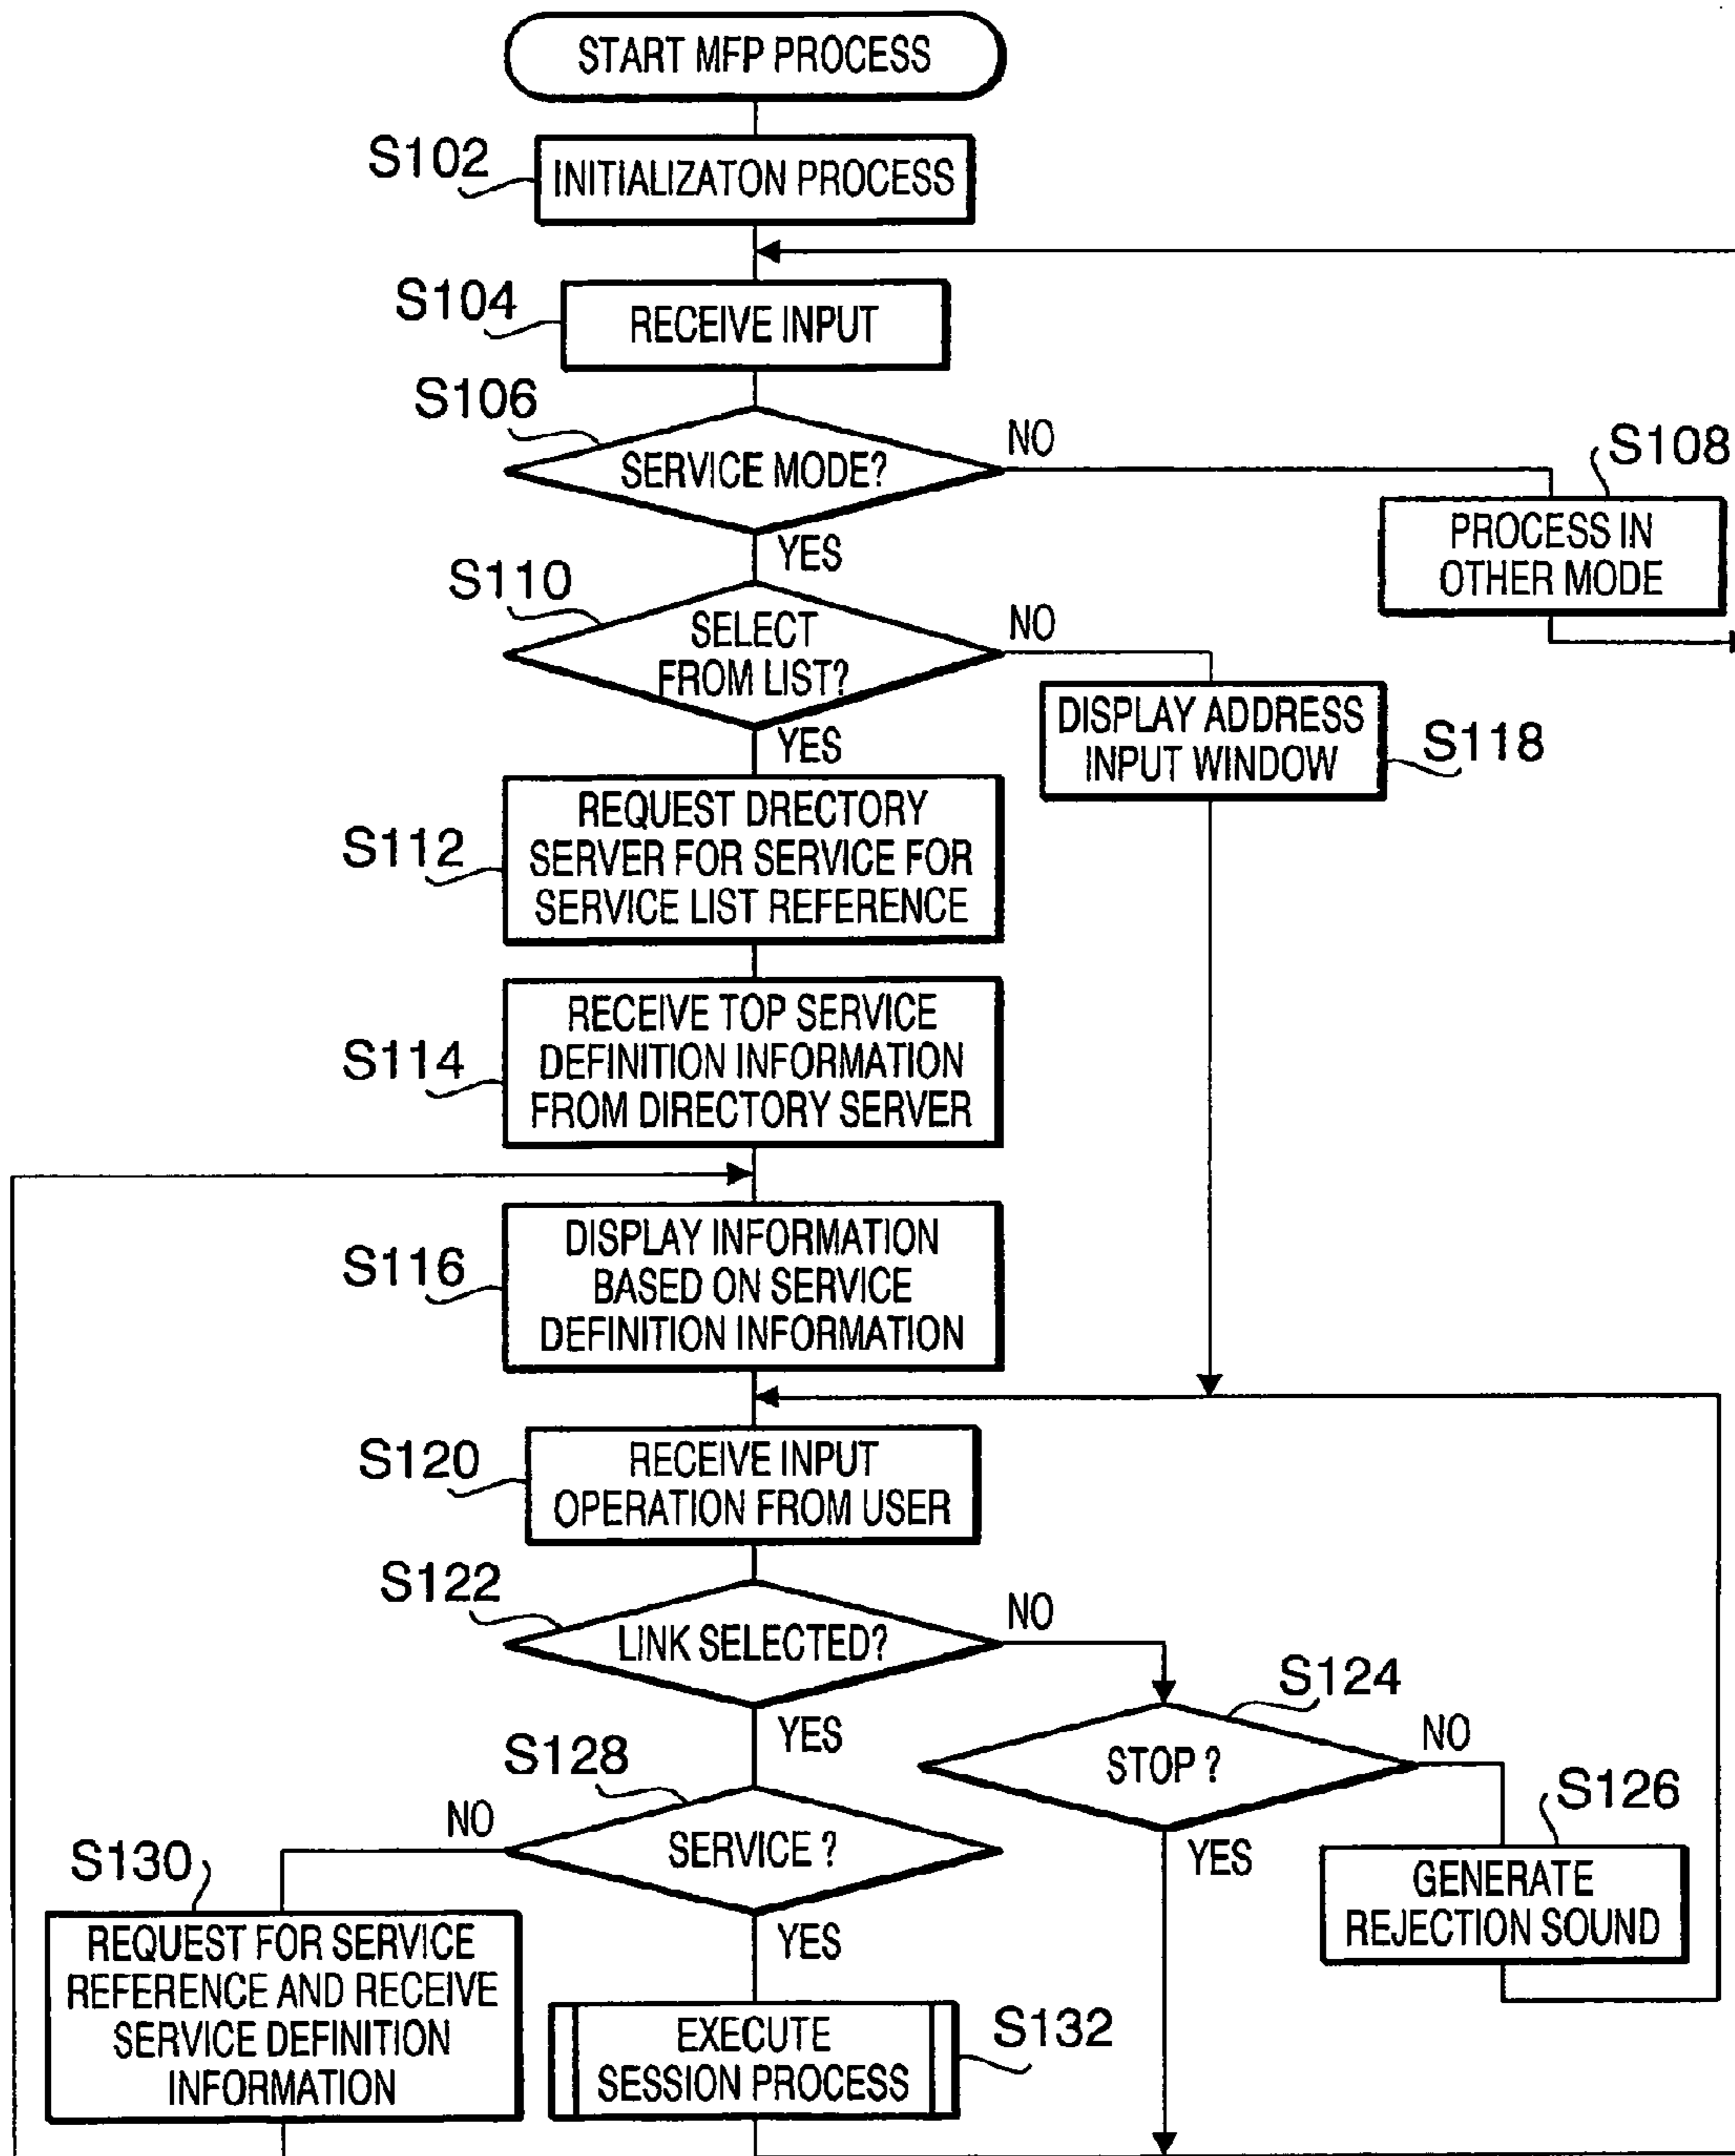 START MFP PROCESS
S102
INITIALIZATON PROCESS
S104
RECEIVE INPUT
S106
SERVICE MODE?
NO
YES
S108
PROCESS IN
OTHER MODE
S110
SELECT
FROM LIST?
NO
YES
DISPLAY ADDRESS
INPUT WINDOW
S118
S112
REQUEST DRECTORY
SERVER FOR SERVICE FOR
SERVICE LIST REFERENCE
S114
RECEIVE TOP SERVICE
DEFINITION INFORMATION
FROM DIRECTORY SERVER
S116
DISPLAY INFORMATION
BASED ON SERVICE
DEFINITION INFORMATION
S120
RECEIVE INPUT
OPERATION FROM USER
S122
LINK SELECTED?
NO
YES
S124
STOP ?
NO
YES
S126
GENERATE
REJECTION SOUND
S128
SERVICE ?
NO
YES
S130
REQUEST FOR SERVICE
REFERENCE AND RECEIVE
SERVICE DEFINITION
INFORMATION
EXECUTE
SESSION PROCESS
S132